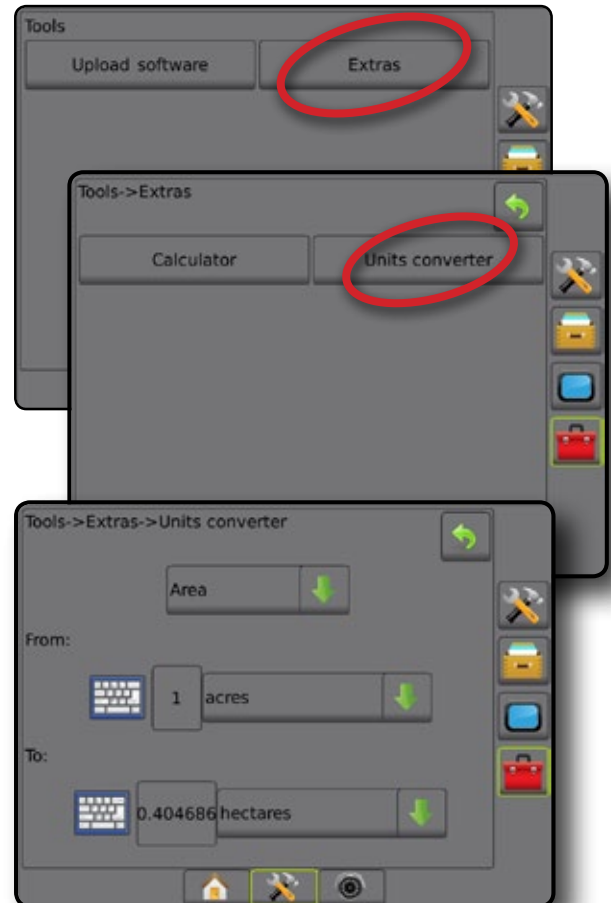 Tools
Upload software Extras
Tools->Extras
Calculator Units converter
Tools->Extras->Units converter
Area
From:
1 acres
To:
0.404686 hectares